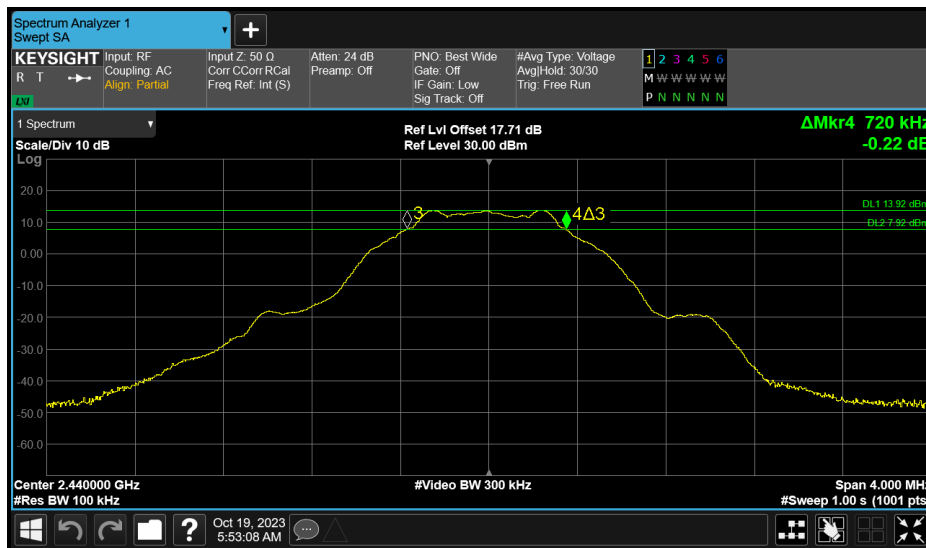 Spectrum Analyzer 1
Swept SA
+
KEYSIGHT
R T
LXI
Input: RF
Coupling: AC
Align: Partial
Input Z: 50 Ω
Corr CCorr RCal
Freq Ref: Int (S)
Atten: 24 dB
Preamp: Off
PNO: Best Wide
Gate: Off
IF Gain: Low
Sig Track: Off
#Avg Type: Voltage
Avg|Hold: 30/30
Trig: Free Run
1 2 3 4 5 6
M W W W W W
P N N N N N
1 Spectrum
Scale/Div 10 dB
Log
Ref Lvl Offset 17.71 dB
Ref Level 30.00 dBm
ΔMkr4 720 kHz
-0.22 dB
20.0
10.0
0.00
-10.0
-20.0
-30.0
-40.0
-50.0
-60.0
3
4Δ3
DL1 13.92 dBm
DL2 7.92 dBm
Center 2.440000 GHz
#Res BW 100 kHz
#Video BW 300 kHz
Span 4.000 MHz
#Sweep 1.00 s (1001 pts
?
Oct 19, 2023
5:53:08 AM